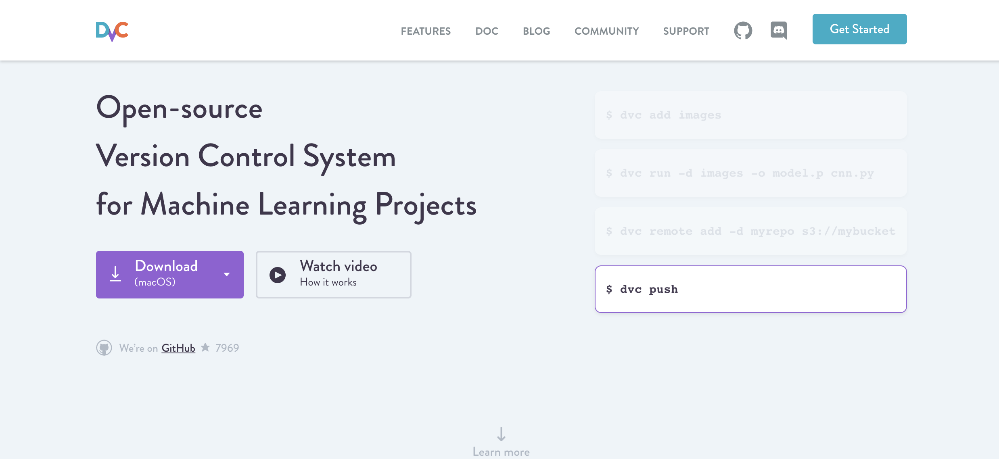 DVC
FEATURES DOC BLOG COMMUNITY SUPPORT Get Started
Open-source
Version Control System
for Machine Learning Projects
Download
(macOS)
Watch video
How it works
We're on GitHub ★ 7969
$ dvc add images
$ dvc run -d images -o model.p cnn.py
$ dvc remote add -d myrepo s3://mybucket
$ dvc push
Learn more